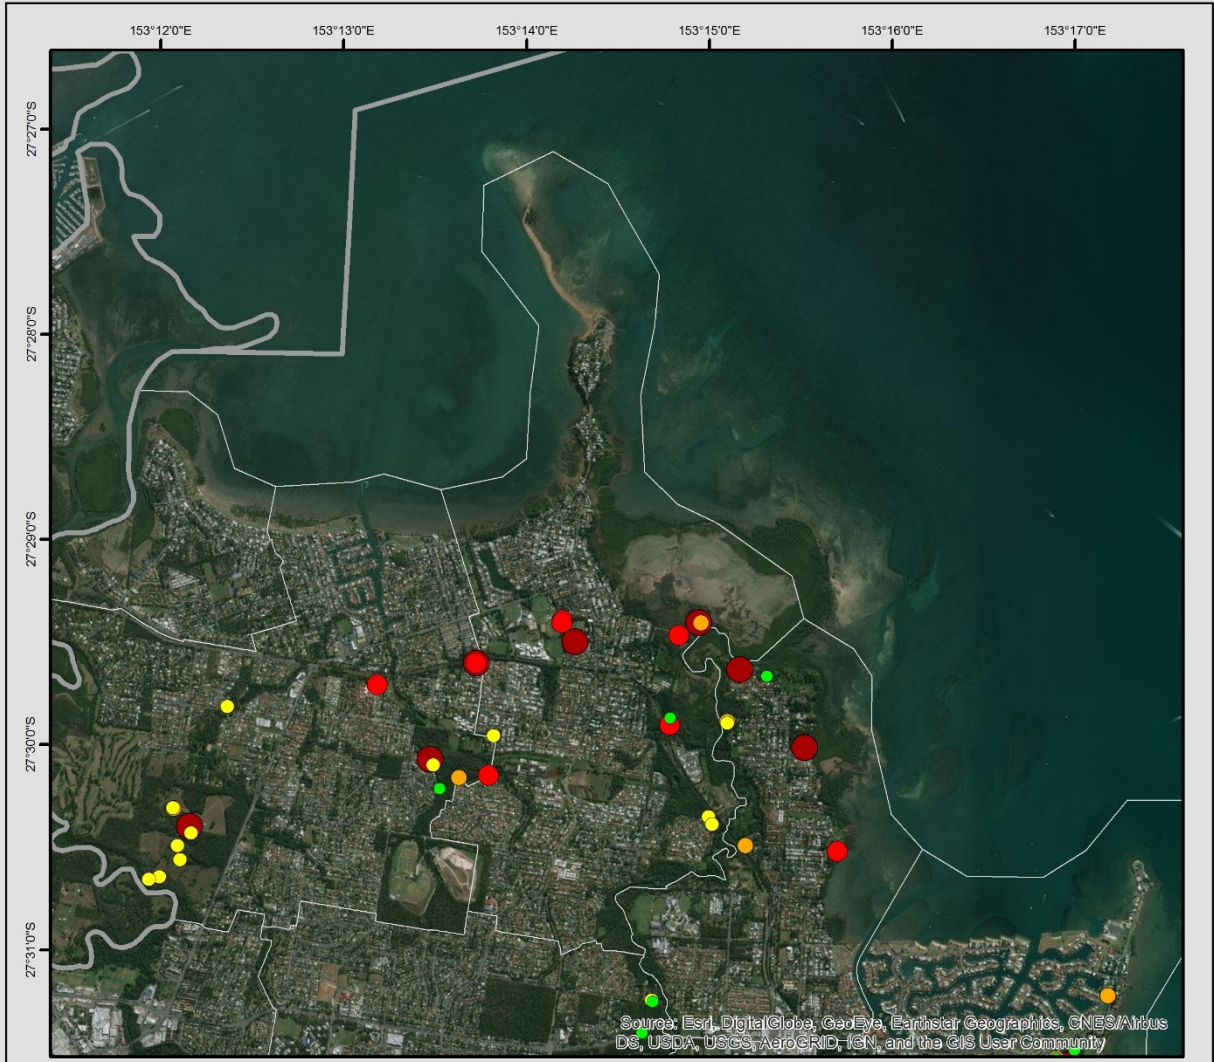 153°12'0"E 153°13'0"E 153°14'0"E 153°15'0"E 153°16'0"E 153°17'0"E
27°27'0"S
27°28'0"S
27°29'0"S
27°30'0"S
27°31'0"S
Source: Esri, DigitalGlobe, GeoEye, Earthstar Geographics, CNES/Airbus
DS, USDA, USGS, AeroGRID, IGN, and the GIS User Community